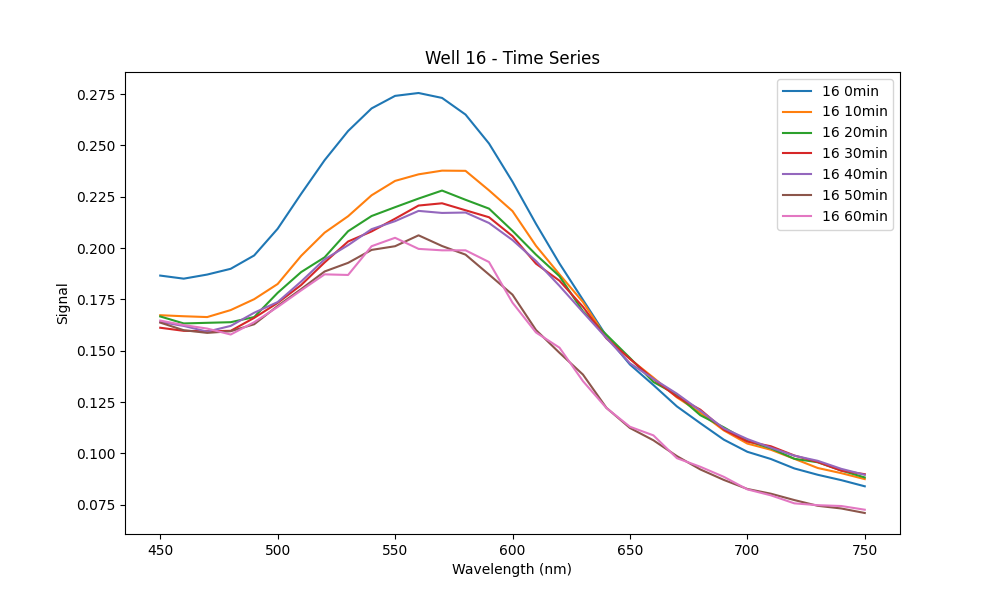 Well 16 - Time Series
Signal
0.275
0.250
0.225
0.200
0.175
0.150
0.125
0.100
0.075
16 0min
16 10min
16 20min
16 30min
16 40min
16 50min
16 60min
450 500 550 600 650 700 750
Wavelength (nm)